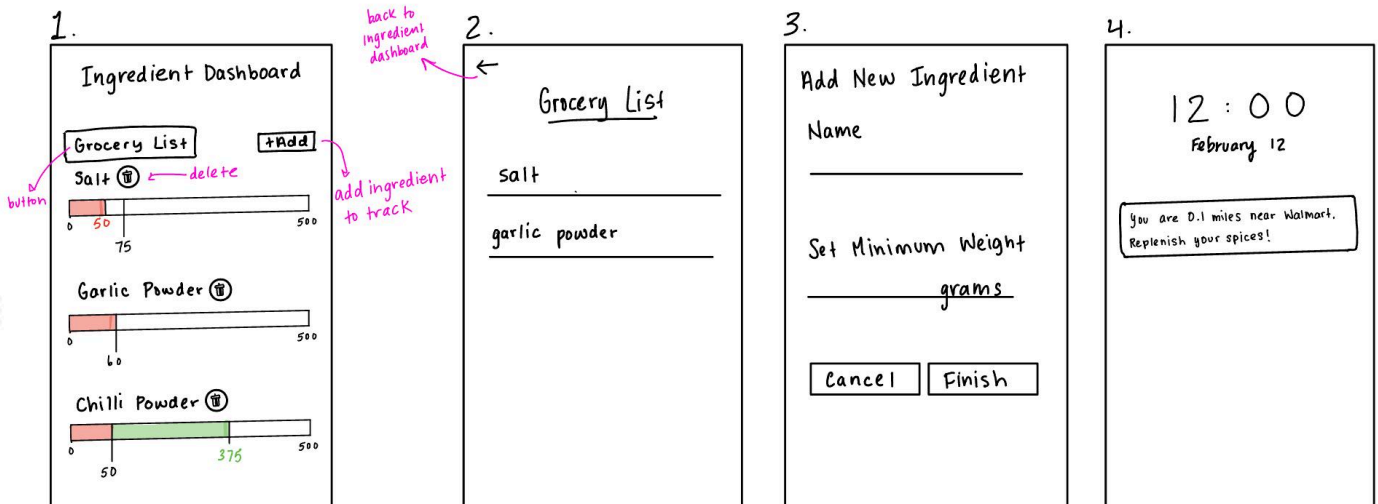 1.
Ingredient Dashboard
Grocery List
+Add
button
Salt
delete
add ingredient
to track
0
50
75
500
Garlic Powder
0
60
500
Chilli Powder
0
50
375
500
back to
ingredient
dashboard
2.
←
Grocery List
salt
garlic powder
3.
Add New Ingredient
Name
Set Minimum Weight
grams
Cancel
Finish
4.
12:00
February 12
You are 0.1 miles near Walmart.
Replenish your spices!